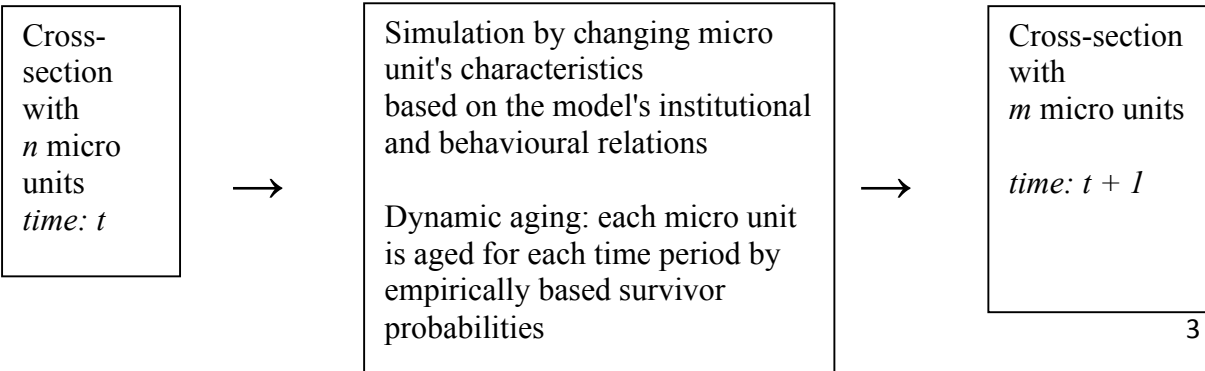 Cross-
section
with
n micro
units
time: t
→
Simulation by changing micro
unit's characteristics
based on the model's institutional
and behavioural relations
Dynamic aging: each micro unit
is aged for each time period by
empirically based survivor
probabilities
→
Cross-section
with
m micro units
time: t + 1
3